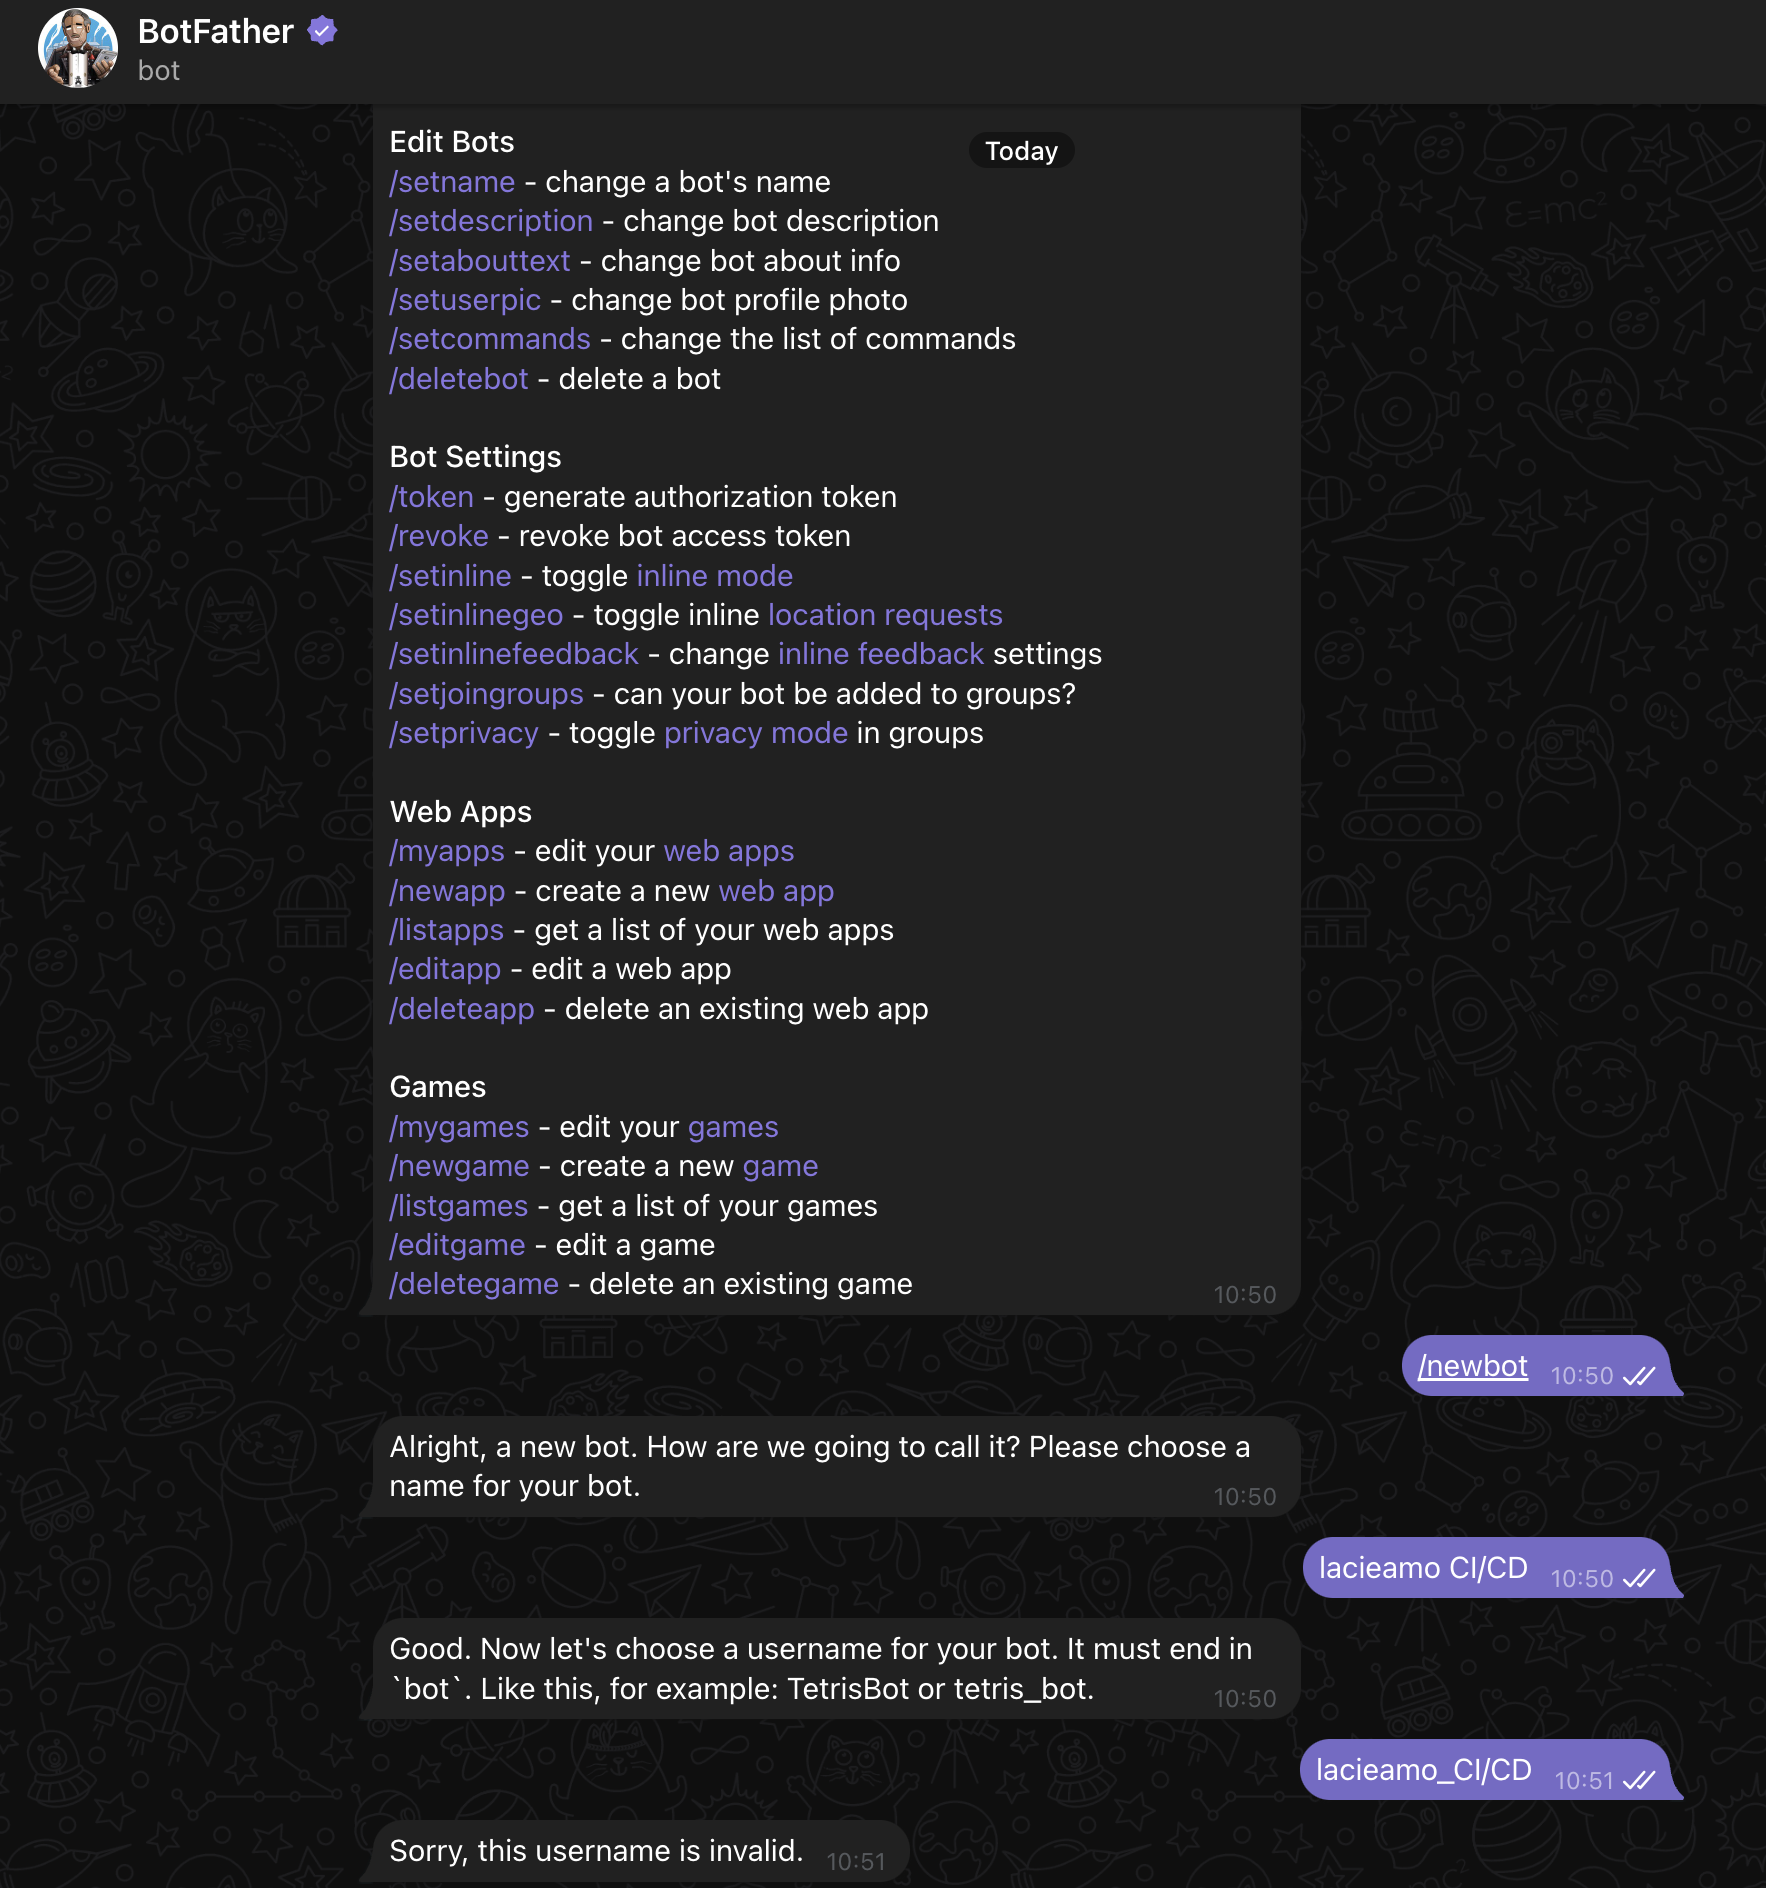 BotFather
bot
Today
Edit Bots
/setname - change a bot's name
/setdescription - change bot description
/setabouttext - change bot about info
/setuserpic - change bot profile photo
/setcommands - change the list of commands
/deletebot - delete a bot
Bot Settings
/token - generate authorization token
/revoke - revoke bot access token
/setinline - toggle inline mode
/setinlinegeo - toggle inline location requests
/setinlinefeedback - change inline feedback settings
/setjoingroups - can your bot be added to groups?
/setprivacy - toggle privacy mode in groups
Web Apps
/myapps - edit your web apps
/newapp - create a new web app
/listapps - get a list of your web apps
/editapp - edit a web app
/deleteapp - delete an existing web app
Games
/mygames - edit your games
/newgame - create a new game
/listgames - get a list of your games
/editgame - edit a game
/deletegame - delete an existing game
10:50
/newbot 10:50
Alright, a new bot. How are we going to call it? Please choose a
name for your bot.
10:50
lacieamo CI/CD 10:50
Good. Now let's choose a username for your bot. It must end in
`bot`. Like this, for example: TetrisBot or tetris_bot.
10:50
lacieamo_CI/CD 10:51
Sorry, this username is invalid. 10:51